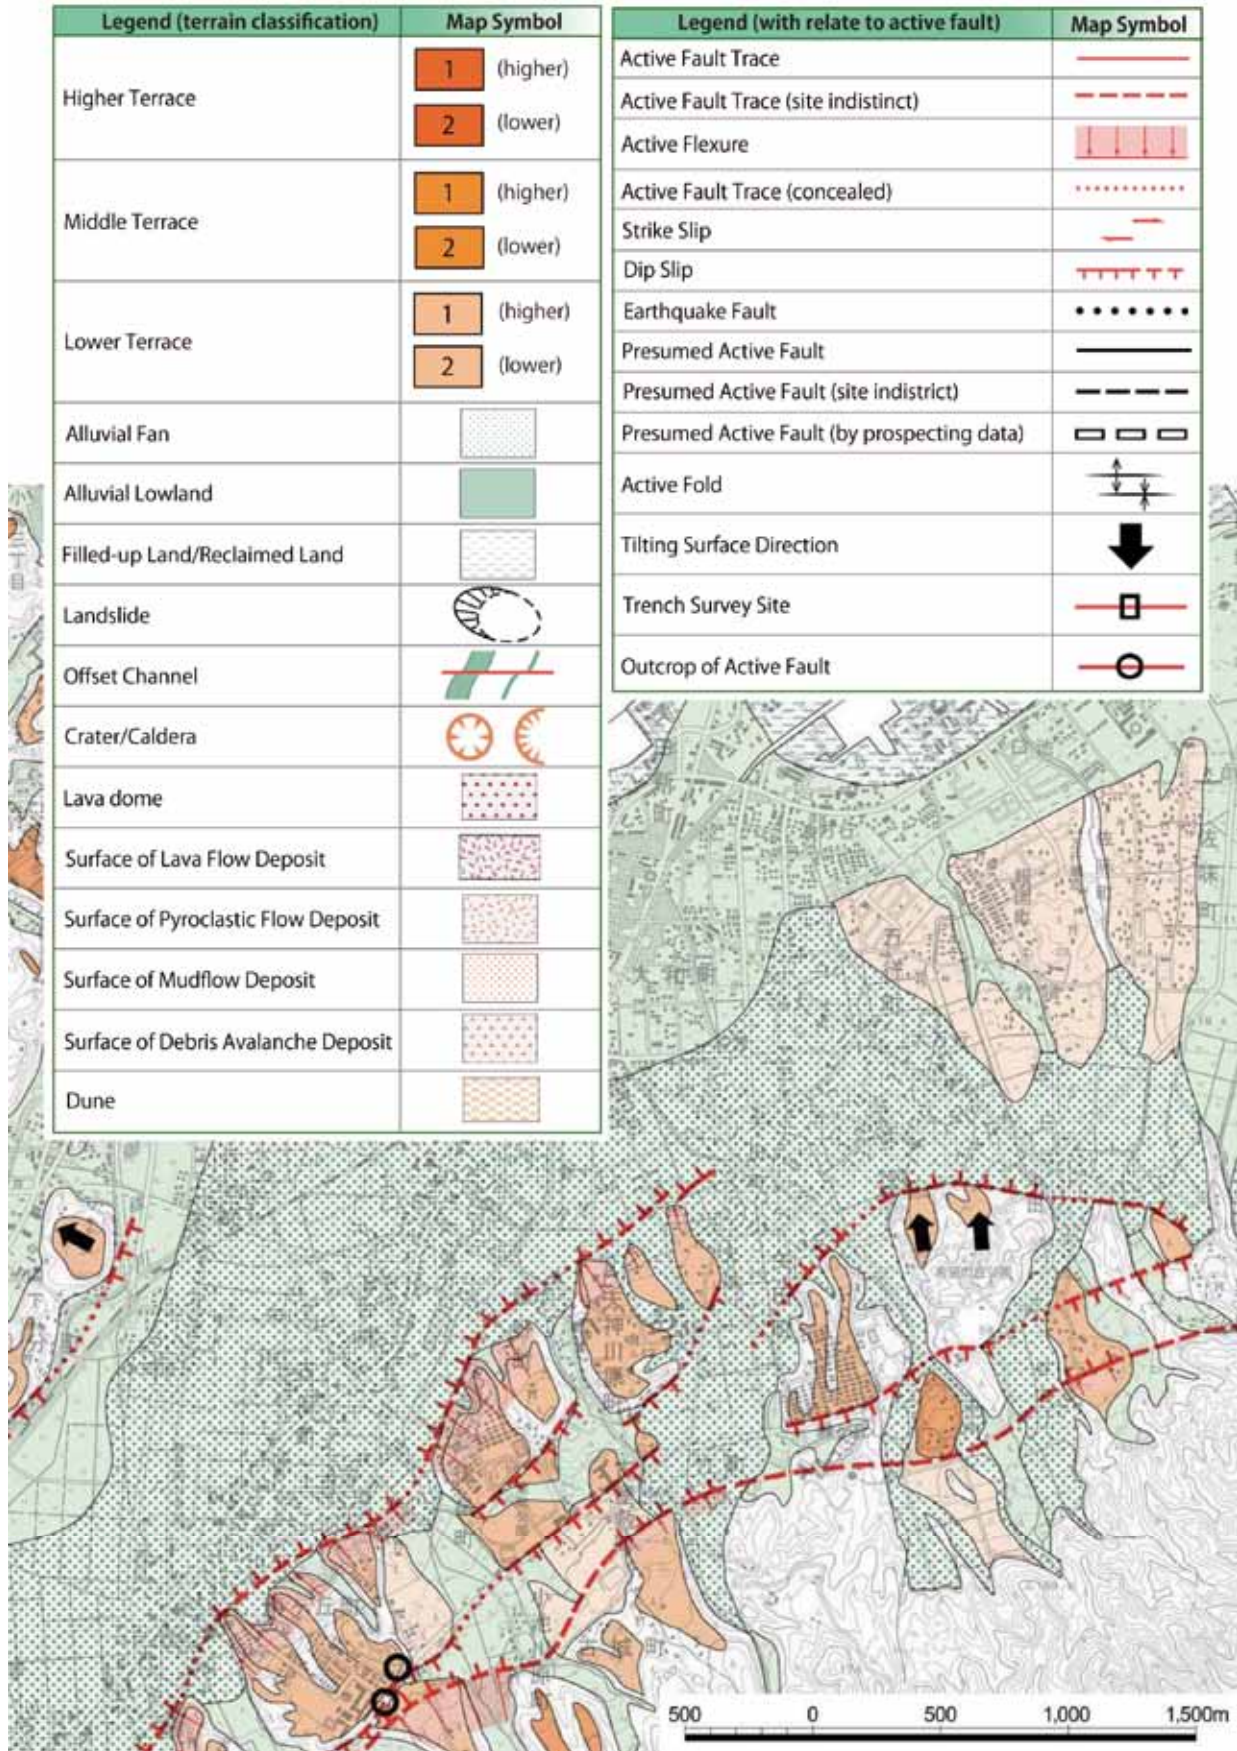 Legend (terrain classification) Map Symbol
Higher Terrace
1 (higher)
2 (lower)
Middle Terrace
1 (higher)
2 (lower)
Lower Terrace
1 (higher)
2 (lower)
Alluvial Fan
Alluvial Lowland
Filled-up Land/Reclaimed Land
Landslide
Offset Channel
Crater/Caldera
Lava dome
Surface of Lava Flow Deposit
Surface of Pyroclastic Flow Deposit
Surface of Mudflow Deposit
Surface of Debris Avalanche Deposit
Dune
Legend (with relate to active fault) Map Symbol
Active Fault Trace
Active Fault Trace (site indistinct)
Active Flexure
Active Fault Trace (concealed)
Strike Slip
Dip Slip
Earthquake Fault
Presumed Active Fault
Presumed Active Fault (site indistrict)
Presumed Active Fault (by prospecting data)
Active Fold
Tilting Surface Direction
Trench Survey Site
Outcrop of Active Fault
500 0 500 1,000 1,500m